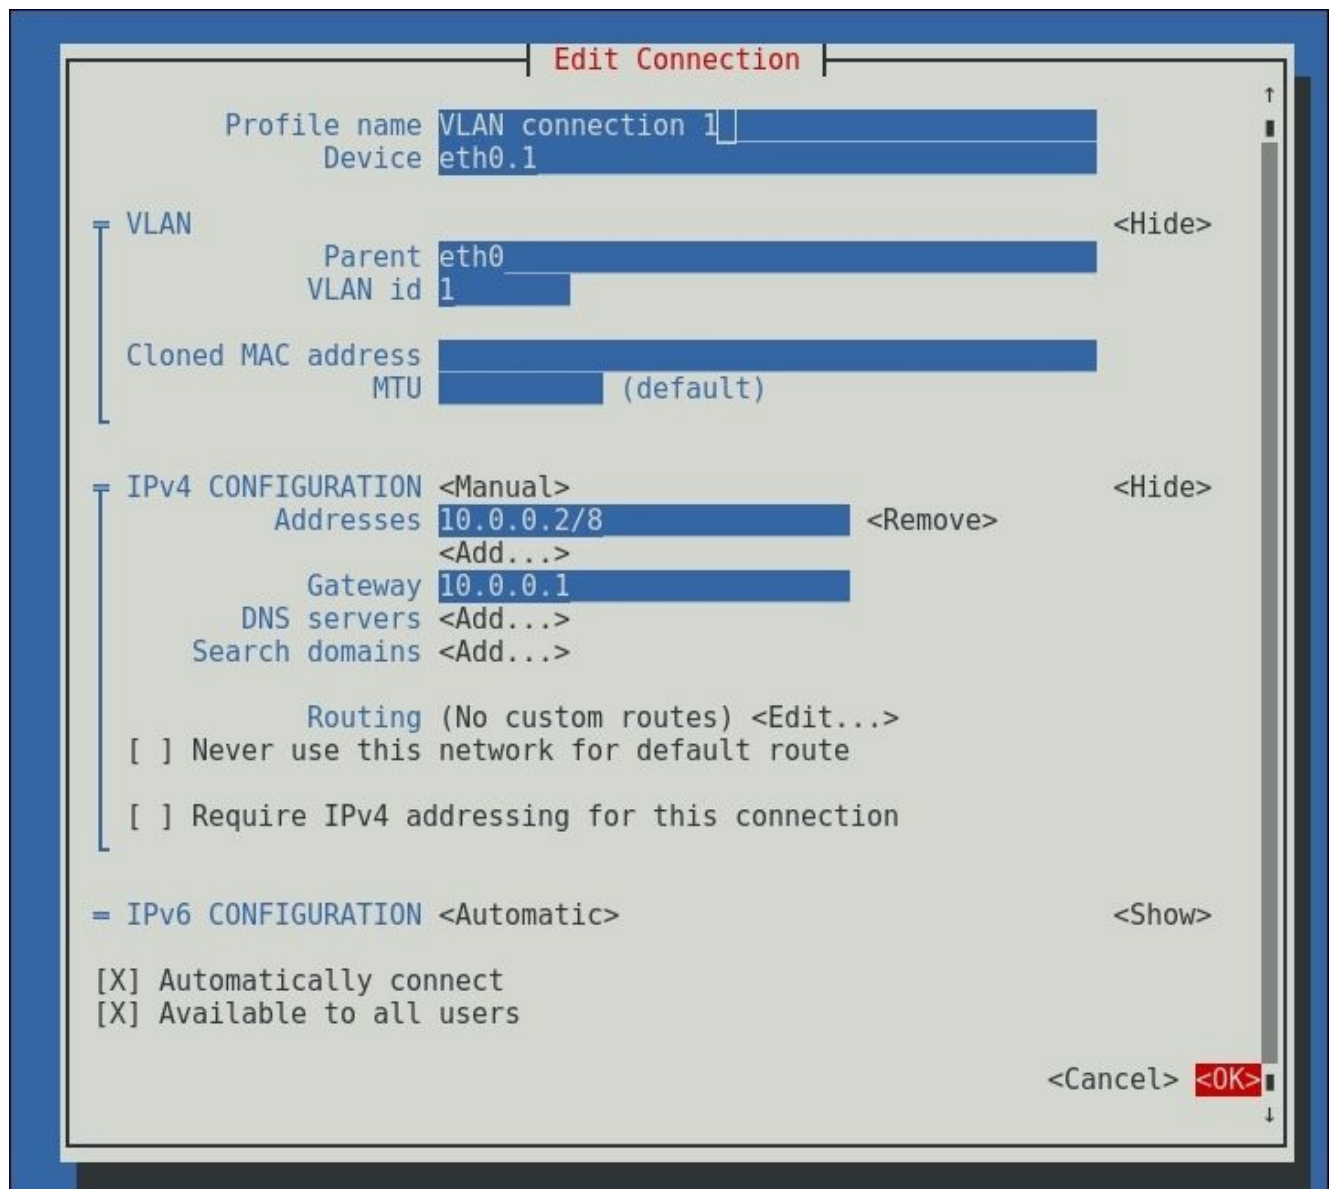 Edit Connection
↑
Profile name VLAN connection 1
Device eth0.1
VLAN <Hide>
Parent eth0
VLAN id 1
Cloned MAC address
MTU (default)
IPv4 CONFIGURATION <Manual> <Hide>
Addresses 10.0.0.2/8 <Remove>
<Add...>
Gateway 10.0.0.1
DNS servers <Add...>
Search domains <Add...>
Routing (No custom routes) <Edit...>
[ ] Never use this network for default route
[ ] Require IPv4 addressing for this connection
= IPv6 CONFIGURATION <Automatic> <Show>
[X] Automatically connect
[X] Available to all users
<Cancel> <OK>
↓